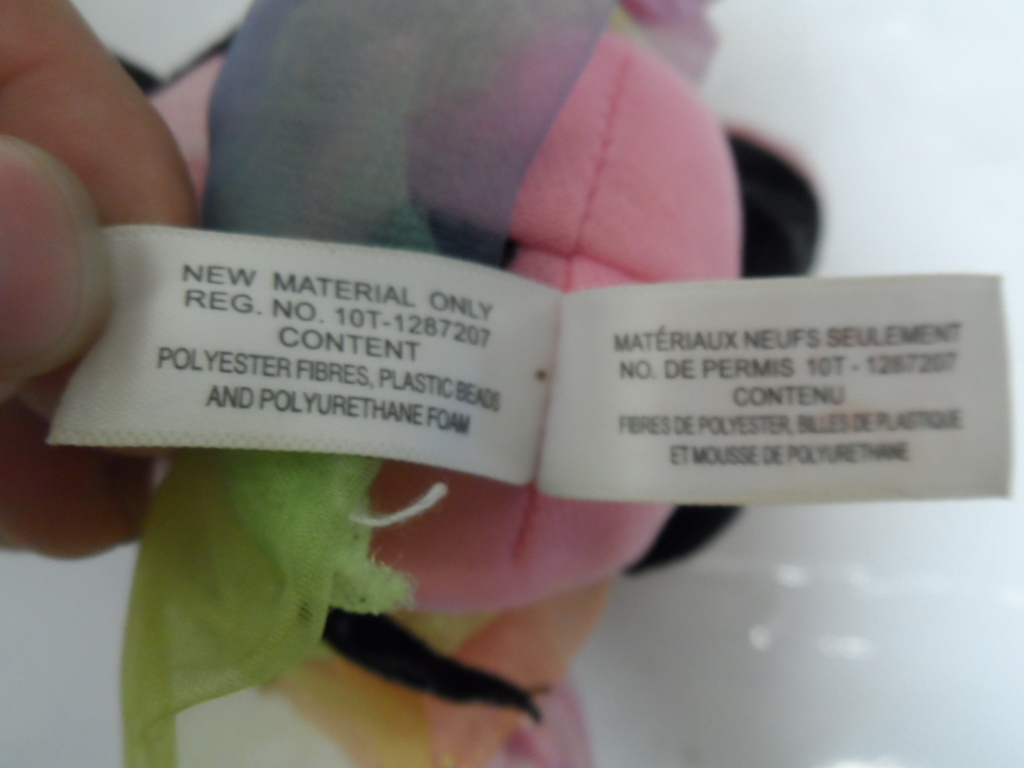 NEW MATERIAL ONLY
REG. NO. 10T-1287207
CONTENT
POLYESTER FIBRES, PLASTIC BEADS
AND POLYURETHANE FOAM
MATÉRIAUX NEUFS SEULEMENT
NO. DE PERMIS 10T - 1287207
CONTENU
FIBRES DE POLYESTER, BILLES DE PLASTIQUE
ET MOUSSE DE POLYURETHANE